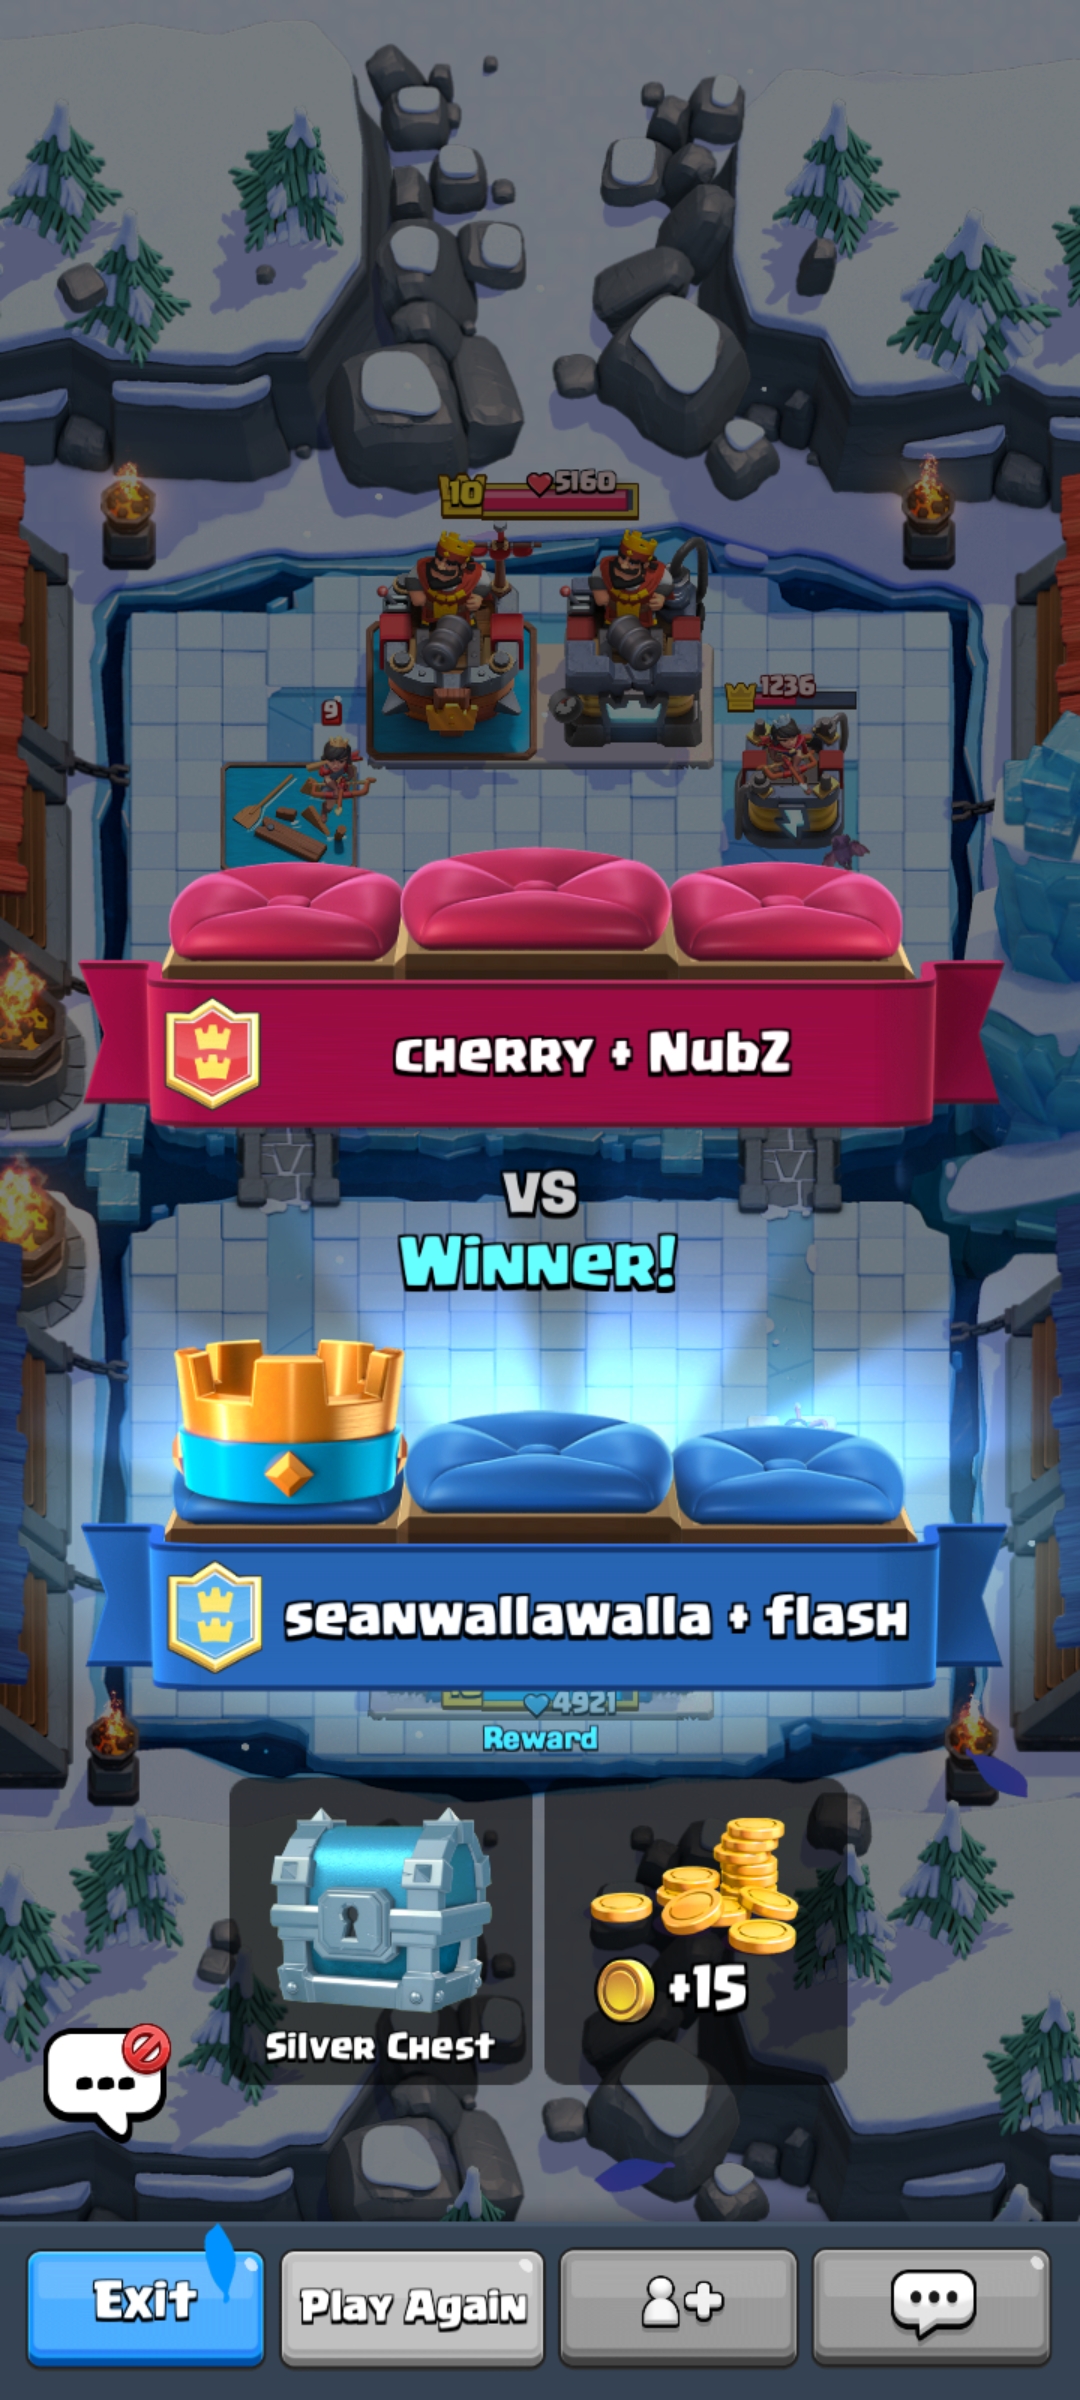 10 5160
1236
9
cherry + NubZ
VS
Winner!
seanwallawalla + flash
4921
Reward
Silver Chest
+15
Exit
Play Again